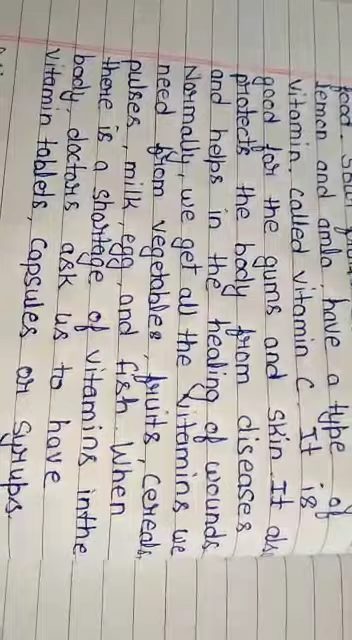 food. Sour
lemon and amla, have a type of
vitamin, called vitamin C. It is
good for the gums and skin. It
protects the body from diseases
and helps in the healing of wounds.
Normally, we get all the vitamins we
need from vegetables, fruits, cereals,
pulses, milk, egg, and fish. When
there is a shortage of vitamins inthe
body, doctors ask us to have
vitamin tablets, capsules or syrups.